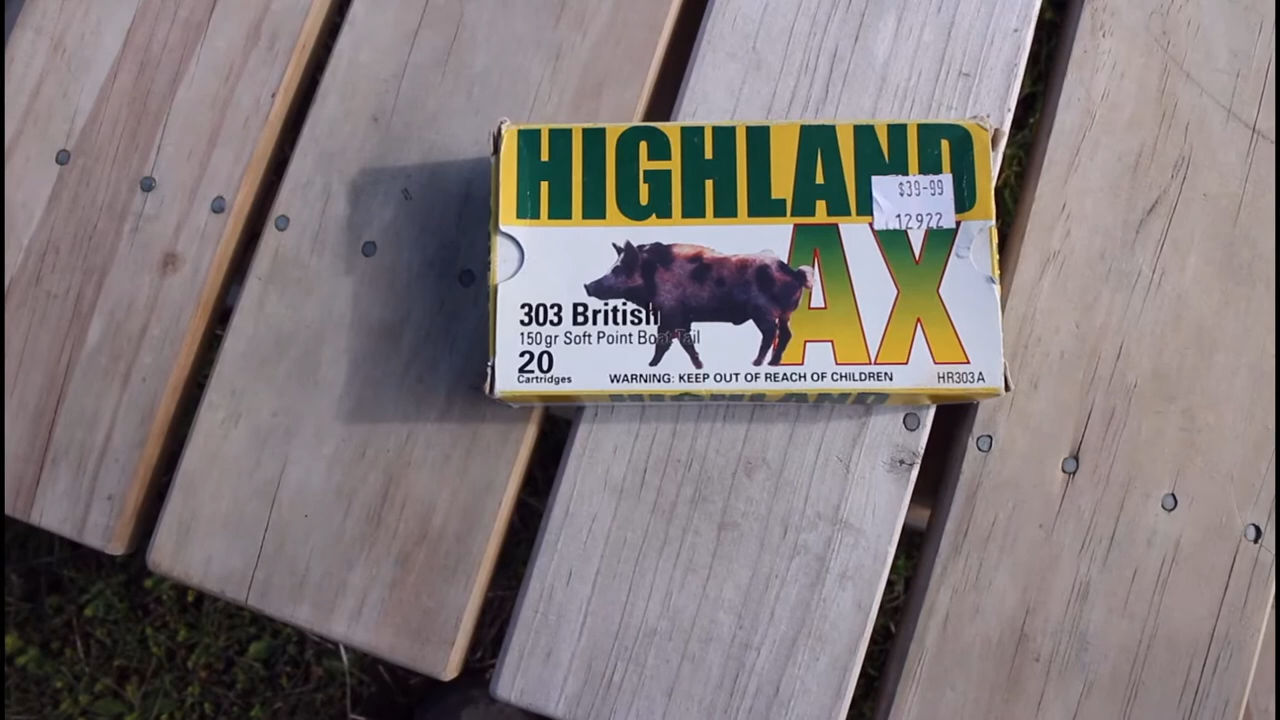 HIGHLAND
$39-99
12922
AX
303 British
150gr Soft Point Boat Tail
20
Cartridges
WARNING: KEEP OUT OF REACH OF CHILDREN
HR303A
HIGHLAND